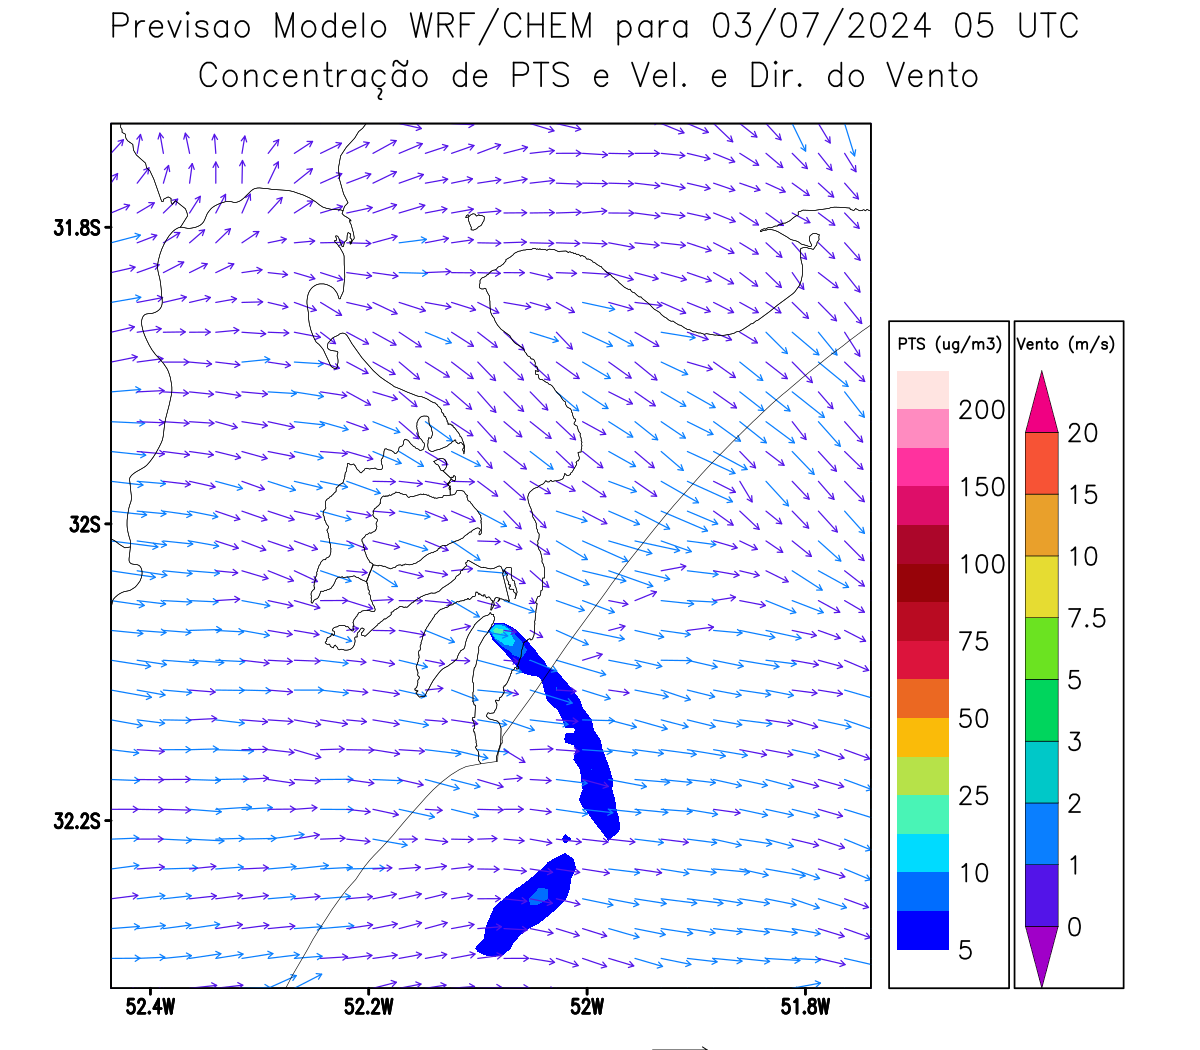 Previsao Modelo WRF/CHEM para 03/07/2024 05 UTC
Concentração de PTS e Vel. e Dir. do Vento
31.8S
32S
32.2S
52.4W 52.2W 52W 51.8W
PTS (ug/m3)
200
150
100
75
50
25
10
5
Vento (m/s)
20
15
10
7.5
5
3
2
1
0